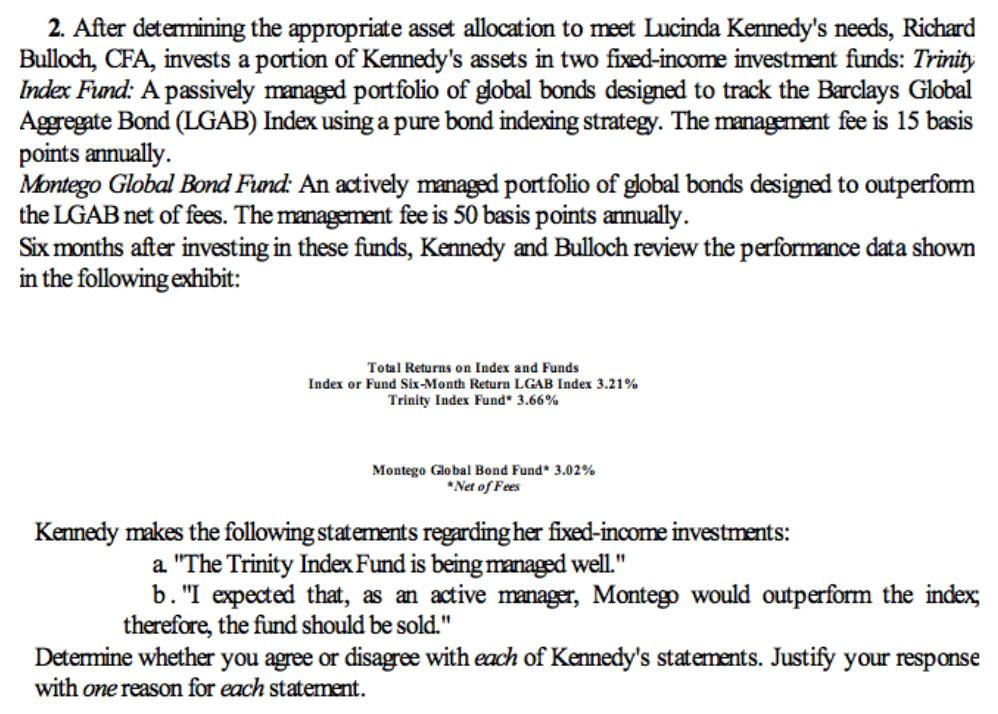 2. After determining the appropriate asset allocation to meet Lucinda Kennedy's needs, Richard
Bulloch, CFA, invests a portion of Kennedy's assets in two fixed-income investment funds: Trinity
Index Fund: A passively managed portfolio of global bonds designed to track the Barclays Global
Aggregate Bond (LGAB) Index using a pure bond indexing strategy. The management fee is 15 basis
points annually.
Montego Global Bond Fund: An actively managed portfolio of global bonds designed to outperform
the LGAB net of fees. The management fee is 50 basis points annually.
Six months after investing in these funds, Kennedy and Bulloch review the performance data shown
in the following exhibit:
Total Returns on Index and Funds
Index or Fund Six-Month Return LGAB Index 3.21%
Trinity Index Fund* 3.66%
Montego Global Bond Fund* 3.02%
*Net of Fees
Kennedy makes the following statements regarding her fixed-income investments:
a. "The Trinity Index Fund is being managed well."
b. "I expected that, as an active manager, Montego would outperform the index;
therefore, the fund should be sold."
Determine whether you agree or disagree with each of Kennedy's statements. Justify your response
with one reason for each statement.